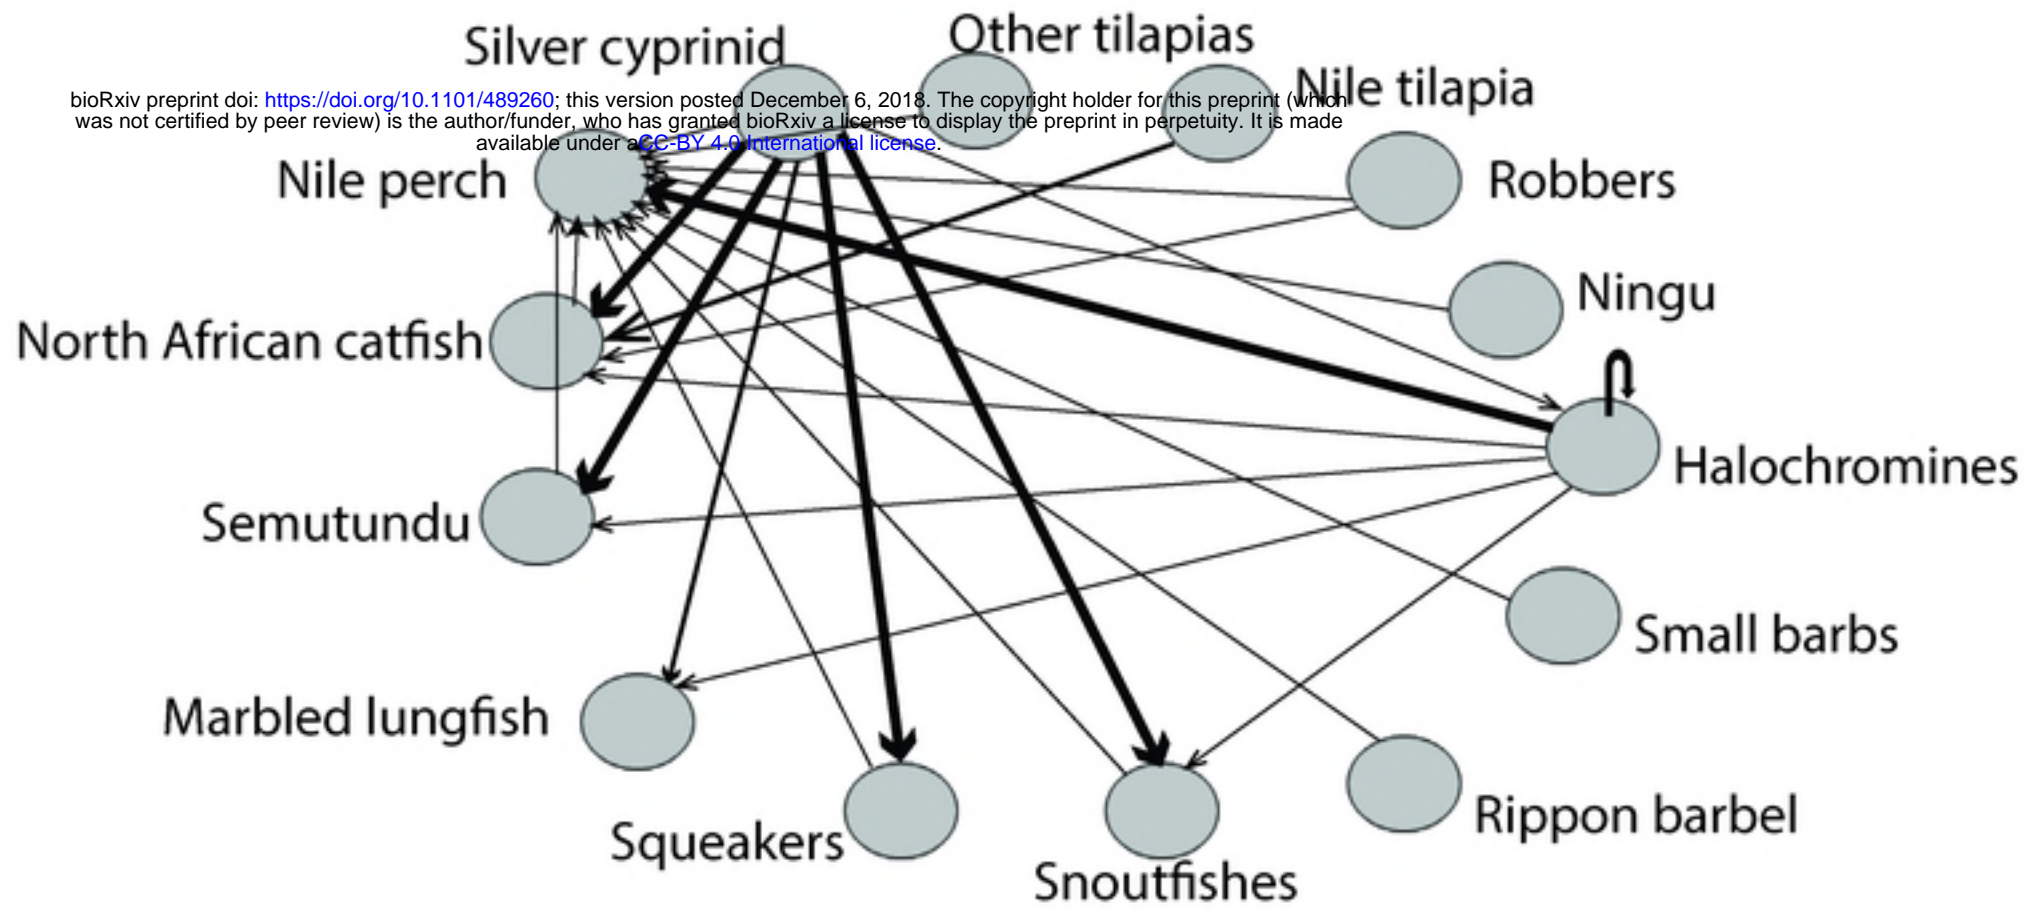 Silver cyprinid
Other tilapias
Nile tilapia
bioRxiv preprint doi: https://doi.org/10.1101/489260; this version posted December 6, 2018. The copyright holder for this preprint (which
was not certified by peer review) is the author/funder, who has granted bioRxiv a license to display the preprint in perpetuity. It is made
available under aCC-BY 4.0 International license.
Nile perch
Robbers
Ningu
North African catfish
Halochromines
Semutundu
Small barbs
Marbled lungfish
Rippon barbel
Squeakers
Snoutfishes